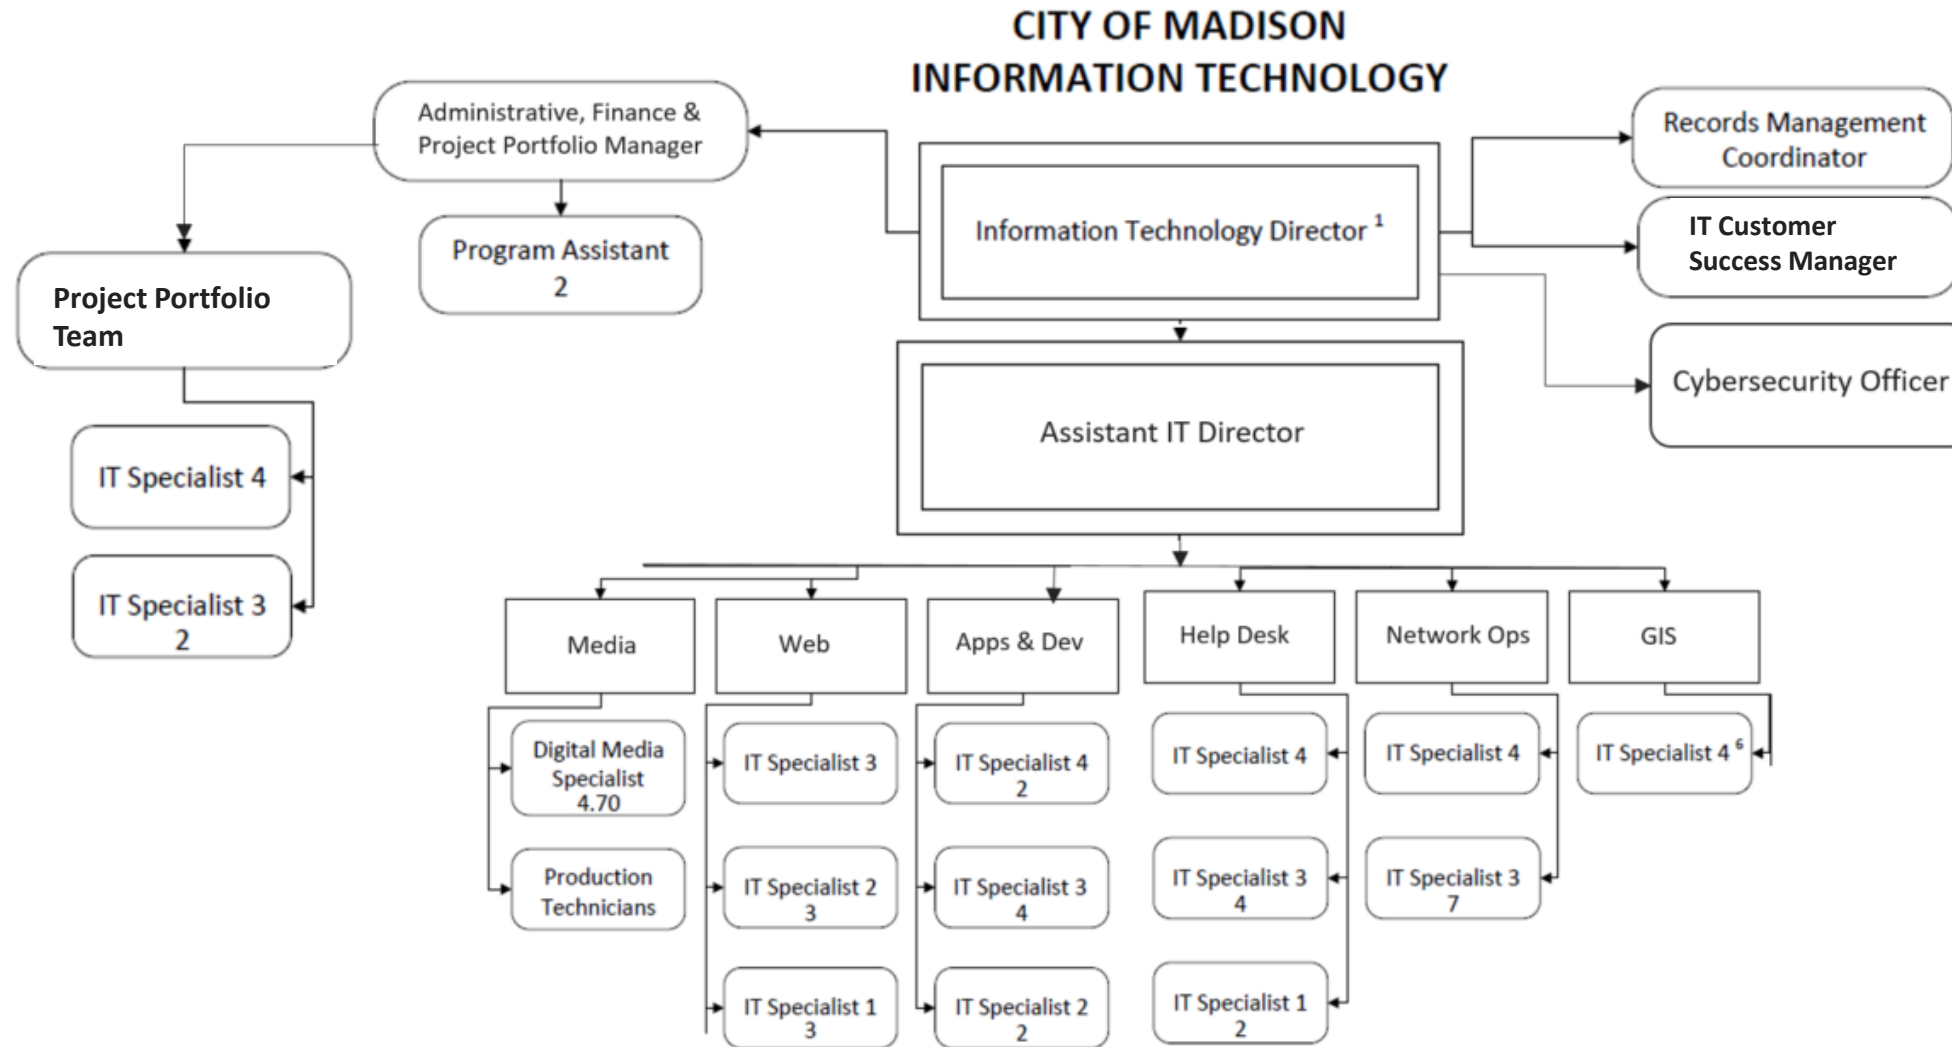 CITY OF MADISON
INFORMATION TECHNOLOGY
Administrative, Finance &
Project Portfolio Manager
Program Assistant
2
Project Portfolio
Team
IT Specialist 4
IT Specialist 3
2
Information Technology Director ¹
Records Management
Coordinator
IT Customer
Success Manager
Cybersecurity Officer
Assistant IT Director
Media
Digital Media
Specialist
4.70
Production
Technicians
Web
IT Specialist 3
IT Specialist 2
3
IT Specialist 1
3
Apps & Dev
IT Specialist 4
2
IT Specialist 3
4
IT Specialist 2
2
Help Desk
IT Specialist 4
IT Specialist 3
4
IT Specialist 1
2
Network Ops
IT Specialist 4
IT Specialist 3
7
GIS
IT Specialist 4 ⁶